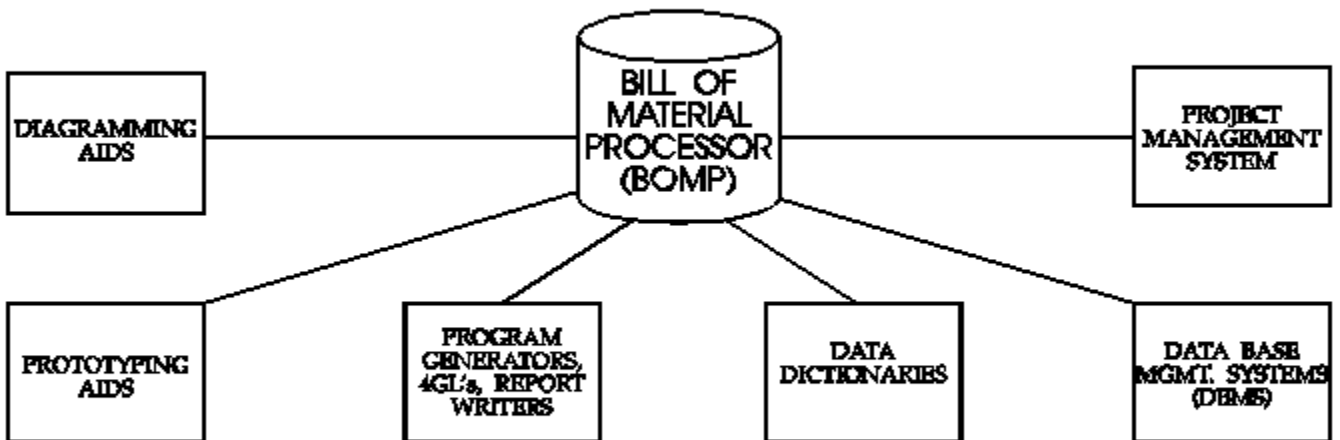 BILL OF
MATERIAL
PROCESSOR
(BOMP)
DIAGRAMMING
AIDS
PROJECT
MANAGEMENT
SYSTEM
PROTOTYPING
AIDS
PROGRAM
GENERATORS,
4GL's, REPORT
WRITERS
DATA
DICTIONARIES
DATA BASE
MGMT. SYSTEMS
(DBMS)